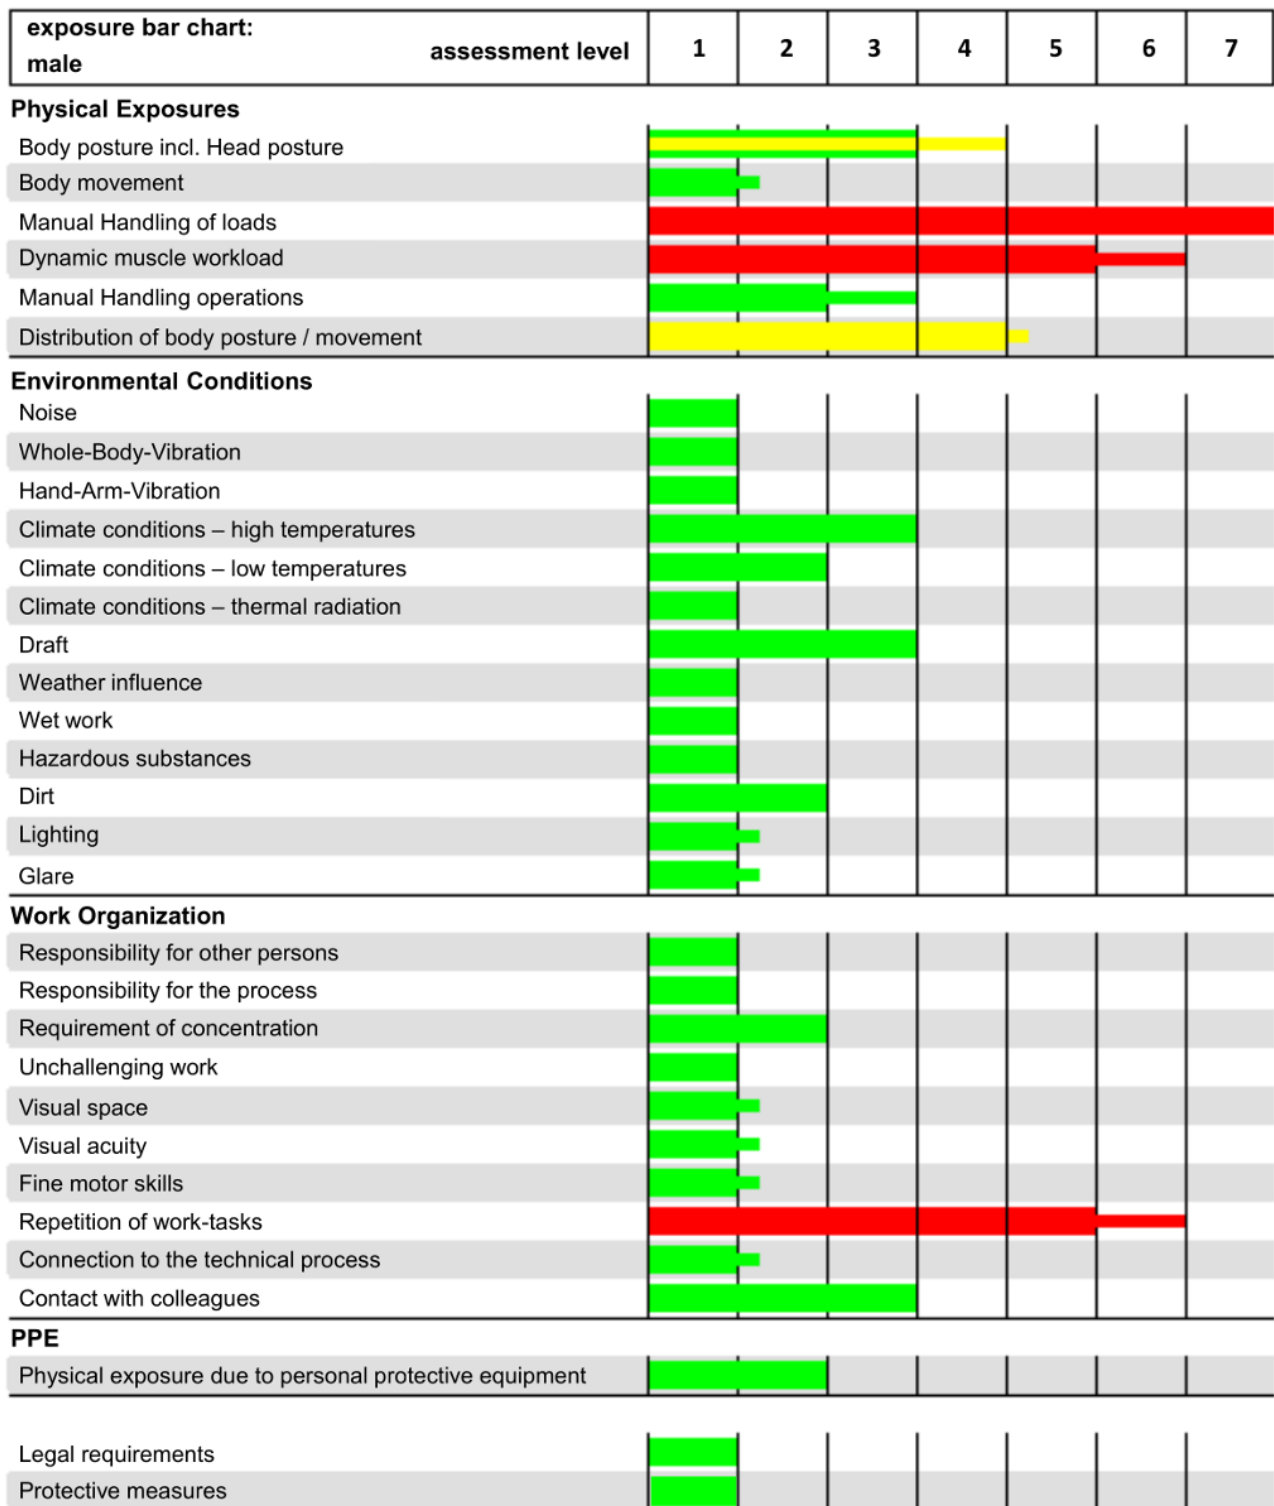 exposure bar chart:
male assessment level 1 2 3 4 5 6 7
Physical Exposures
Body posture incl. Head posture
Body movement
Manual Handling of loads
Dynamic muscle workload
Manual Handling operations
Distribution of body posture / movement
Environmental Conditions
Noise
Whole-Body-Vibration
Hand-Arm-Vibration
Climate conditions – high temperatures
Climate conditions – low temperatures
Climate conditions – thermal radiation
Draft
Weather influence
Wet work
Hazardous substances
Dirt
Lighting
Glare
Work Organization
Responsibility for other persons
Responsibility for the process
Requirement of concentration
Unchallenging work
Visual space
Visual acuity
Fine motor skills
Repetition of work-tasks
Connection to the technical process
Contact with colleagues
PPE
Physical exposure due to personal protective equipment
Legal requirements
Protective measures